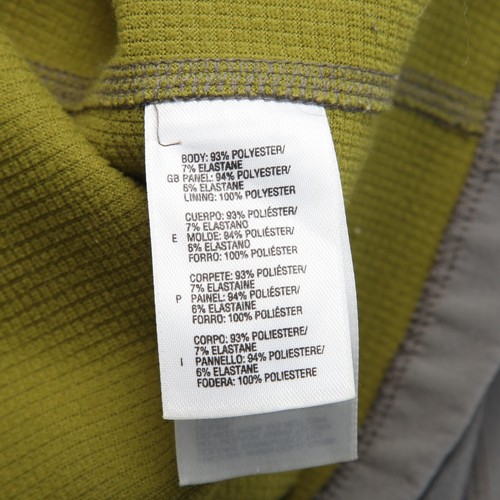 BODY: 93% POLYESTER/
7% ELASTANE
GB PANEL: 94% POLYESTER/
6% ELASTANE
LINING: 100% POLYESTER
CUERPO: 93% POLIÉSTER/
7% ELASTANO
E MOLDE: 94% POLIÉSTER/
6% ELASTANO
FORRO: 100% POLIÉSTER
CORPETE: 93% POLIÉSTER/
7% ELASTAINE
P PAINEL: 94% POLIÉSTER/
6% ELASTAINE
FORRO: 100% POLIÉSTER
CORPO: 93% POLIESTERE/
7% ELASTANE
I PANNELLO: 94% POLIESTERE/
6% ELASTANE
FODERA: 100% POLIESTERE